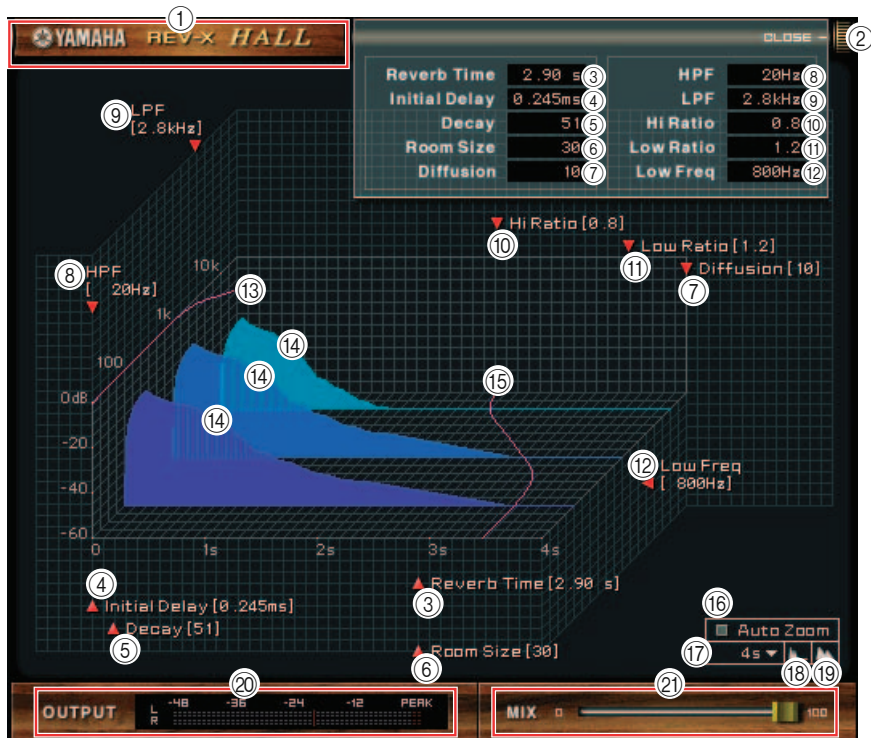 ①
YAMAHA REV-X HALL
CLOSE
②
Reverb Time 2.90 s ③
Initial Delay 0.245ms ④
Decay 51 ⑤
Room Size 30 ⑥
Diffusion 10 ⑦
HPF 20Hz ⑧
LPF 2.8kHz ⑨
Hi Ratio 0.8 ⑩
Low Ratio 1.2 ⑪
Low Freq 800Hz ⑫
⑨ LPF
[2.8kHz]
Hi Ratio [0.8]
⑩
Low Ratio [1.2]
⑪
Diffusion [10]
⑦
⑧ HPF
[ 20Hz]
10k
⑬
1k
100
⑭
⑭
⑭
⑮
0dB
-20
-40
-60
⑫ Low Freq
[ 800Hz]
0 1s 2s 3s 4s
④
Initial Delay [0.245ms]
Decay [51]
⑤
Reverb Time [2.90 s]
③
Room Size [30]
⑥
⑯
Auto Zoom
⑰ 4s
⑱ ⑲
⑳
OUTPUT L R -48 -36 -24 -12 PEAK
㉑
MIX 0 100